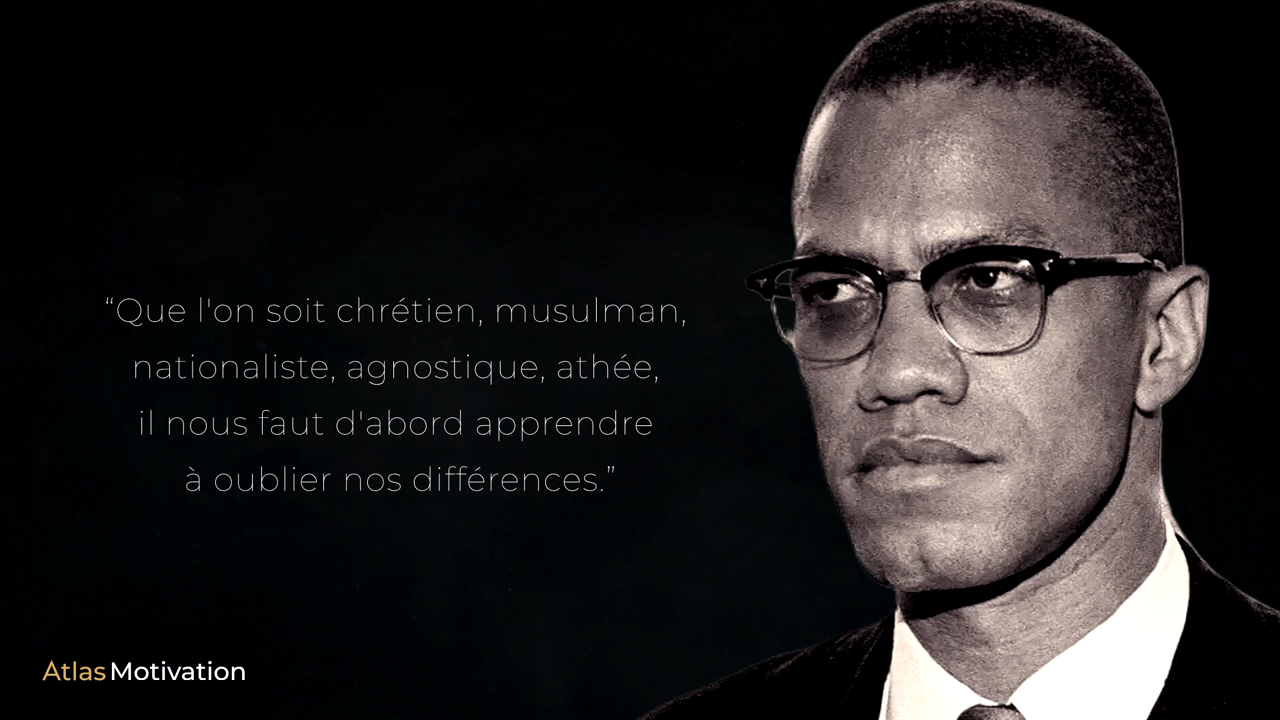 “Que l'on soit chrétien, musulman,
nationaliste, agnostique, athée,
il nous faut d'abord apprendre
à oublier nos différences.”
Atlas Motivation